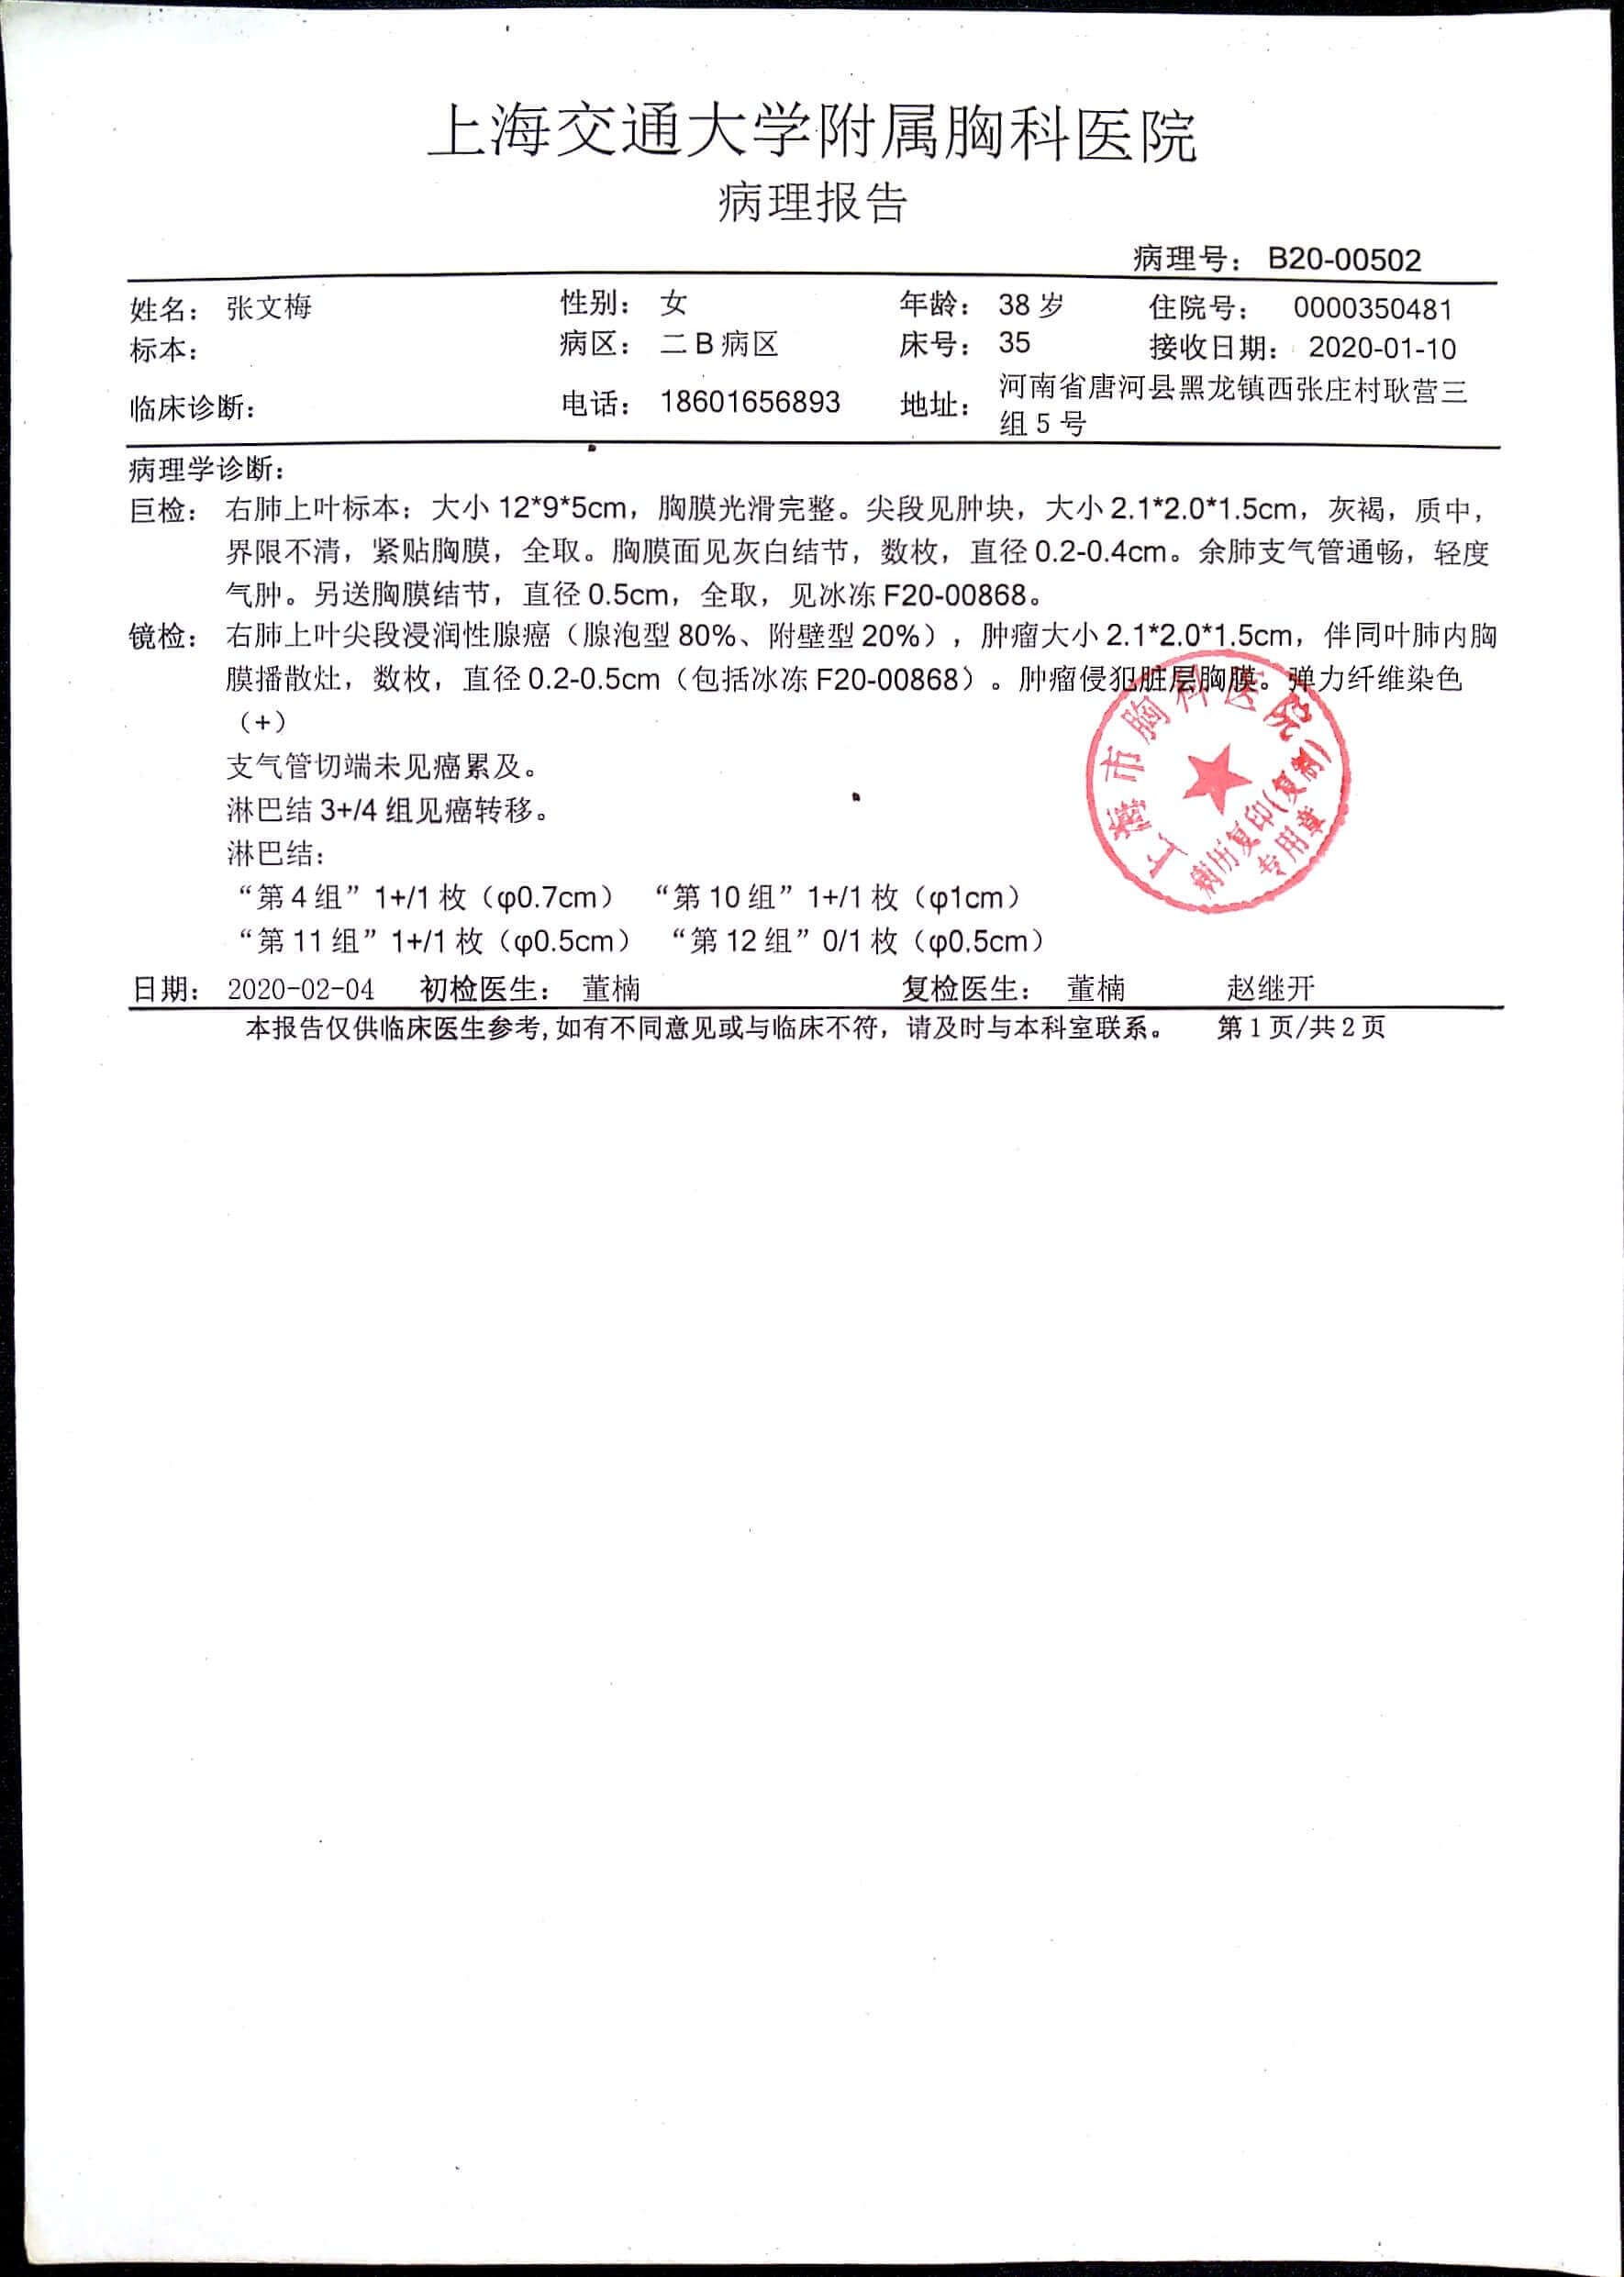 上海交通大学附属胸科医院
病理报告
病理号： B20-00502
姓名： 张文梅 性别： 女 年龄： 38 岁 住院号： 0000350481
标本： 病区： 二 B 病区 床号： 35 接收日期： 2020-01-10
临床诊断： 电话： 18601656893 地址： 河南省唐河县黑龙镇西张庄村耿营三
组 5 号
病理学诊断：
巨检： 右肺上叶标本：大小 12*9*5cm，胸膜光滑完整。尖段见肿块，大小 2.1*2.0*1.5cm，灰褐，质中，
界限不清，紧贴胸膜，全取。胸膜面见灰白结节，数枚，直径 0.2-0.4cm。余肺支气管通畅，轻度
气肿。另送胸膜结节，直径 0.5cm，全取，见冰冻 F20-00868。
镜检： 右肺上叶尖段浸润性腺癌（腺泡型 80%、附壁型 20%），肿瘤大小 2.1*2.0*1.5cm，伴同叶肺内胸
膜播散灶，数枚，直径 0.2-0.5cm（包括冰冻 F20-00868）。肿瘤侵犯脏层胸膜。弹力纤维染色
（+）
支气管切端未见癌累及。
淋巴结 3+/4 组见癌转移。
淋巴结：
“第 4 组”1+/1 枚（φ0.7cm） “第 10 组”1+/1 枚（φ1cm）
“第 11 组”1+/1 枚（φ0.5cm） “第 12 组”0/1 枚（φ0.5cm）
上海市胸科医院
病历复印(复制)
专用章
日期： 2020-02-04 初检医生： 董楠 复检医生： 董楠 赵继开
本报告仅供临床医生参考,如有不同意见或与临床不符，请及时与本科室联系。 第 1 页/共 2 页